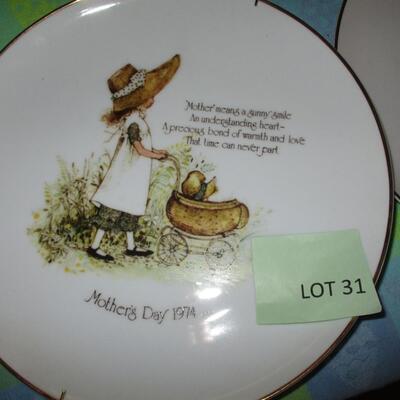 Mother means a sunny smile
An understanding heart–
A precious bond of warmth and love
That time can never part
Mother's Day 1974
LOT 31